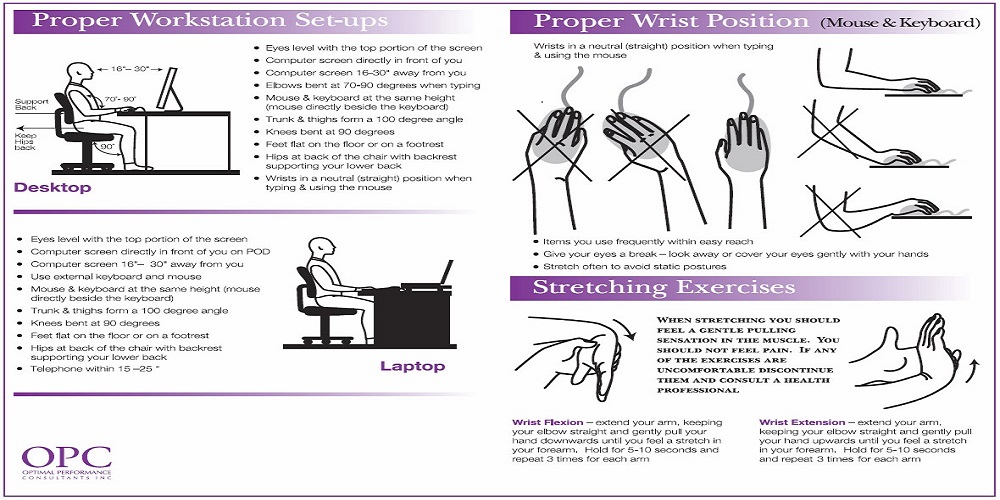 Proper Workstation Set-ups
16"– 30"
Support
Back
70°- 90°
Keep
Hips
back
90°
Desktop
• Eyes level with the top portion of the screen
• Computer screen directly in front of you
• Computer screen 16-30" away from you
• Elbows bent at 70-90 degrees when typing
• Mouse & keyboard at the same height
(mouse directly beside the keyboard)
• Trunk & thighs form a 100 degree angle
• Knees bent at 90 degrees
• Feet flat on the floor or on a footrest
• Hips at back of the chair with backrest
supporting your lower back
• Wrists in a neutral (straight) position when
typing & using the mouse
• Eyes level with the top portion of the screen
• Computer screen directly in front of you on POD
• Computer screen 16"– 30" away from you
• Use external keyboard and mouse
• Mouse & keyboard at the same height (mouse
directly beside the keyboard)
• Trunk & thighs form a 100 degree angle
• Knees bent at 90 degrees
• Feet flat on the floor or on a footrest
• Hips at back of the chair with backrest
supporting your lower back
• Telephone within 15 –25 "
Laptop
OPC
OPTIMAL PERFORMANCE
CONSULTANTS INC
Proper Wrist Position (Mouse & Keyboard)
Wrists in a neutral (straight) position when typing
& using the mouse
• Items you use frequently within easy reach
• Give your eyes a break – look away or cover your eyes gently with your hands
• Stretch often to avoid static postures
Stretching Exercises
WHEN STRETCHING YOU SHOULD
FEEL A GENTLE PULLING
SENSATION IN THE MUSCLE. YOU
SHOULD NOT FEEL PAIN. IF ANY
OF THE EXERCISES ARE
UNCOMFORTABLE DISCONTINUE
THEM AND CONSULT A HEALTH
PROFESSIONAL
Wrist Flexion – extend your arm, keeping
your elbow straight and gently pull your
hand downwards until you feel a stretch in
your forearm. Hold for 5-10 seconds and
repeat 3 times for each arm
Wrist Extension – extend your arm,
keeping your elbow straight and gently pull
your hand upwards until you feel a stretch
in your forearm. Hold for 5-10 seconds
and repeat 3 times for each arm